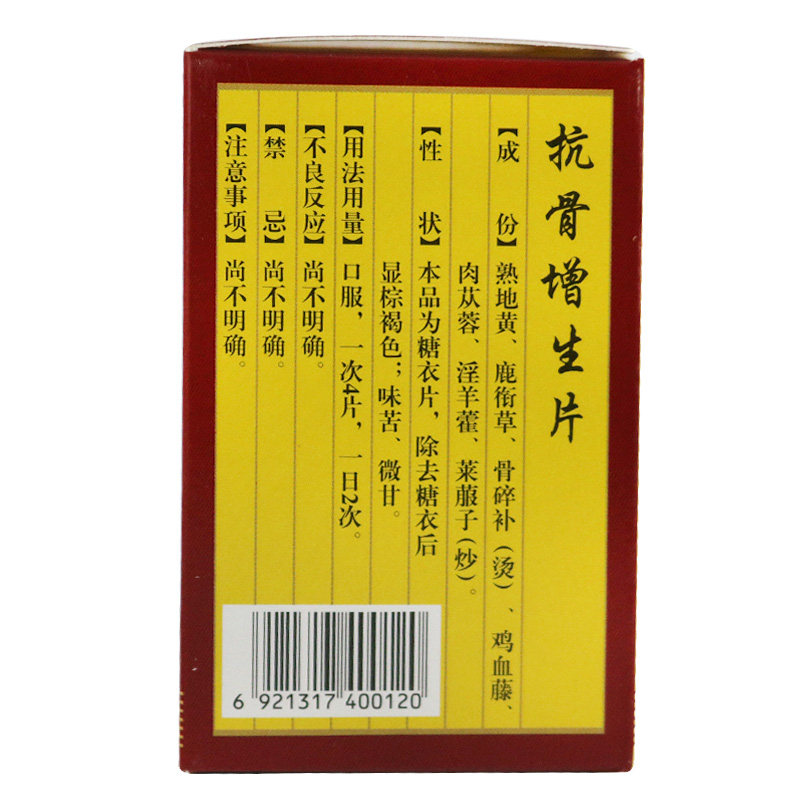 抗骨增生片
【成份】熟地黄、鹿衔草、骨碎补(烫)、鸡血藤、
肉苁蓉、淫羊藿、莱菔子(炒)。
【性状】本品为糖衣片，除去糖衣后
显棕褐色；味苦、微甘。
【用法用量】口服，一次4片，一日2次。
【不良反应】尚不明确。
【禁忌】尚不明确。
【注意事项】尚不明确。
6 921317 400120